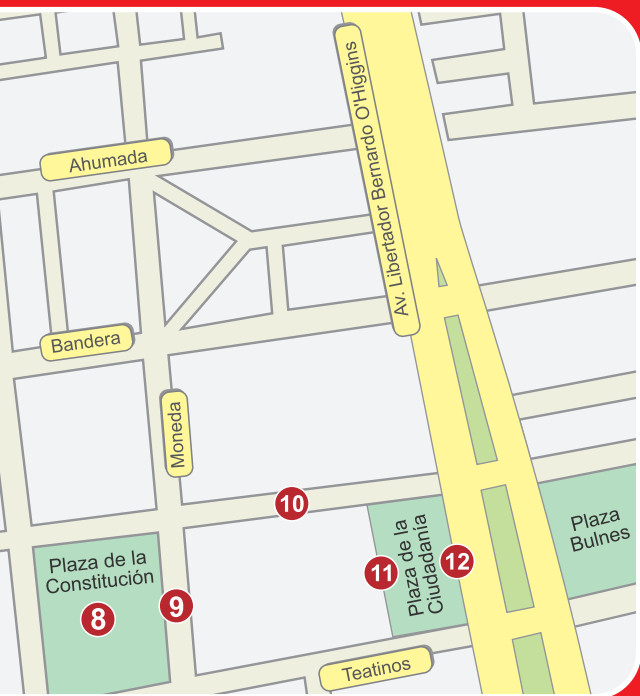 Av. Libertador Bernardo O'Higgins
Ahumada
Bandera
Moneda
10
Plaza
Bulnes
Plaza de la
Constitución
8
9
11
Plaza de la
Ciudadanía
12
Teatinos